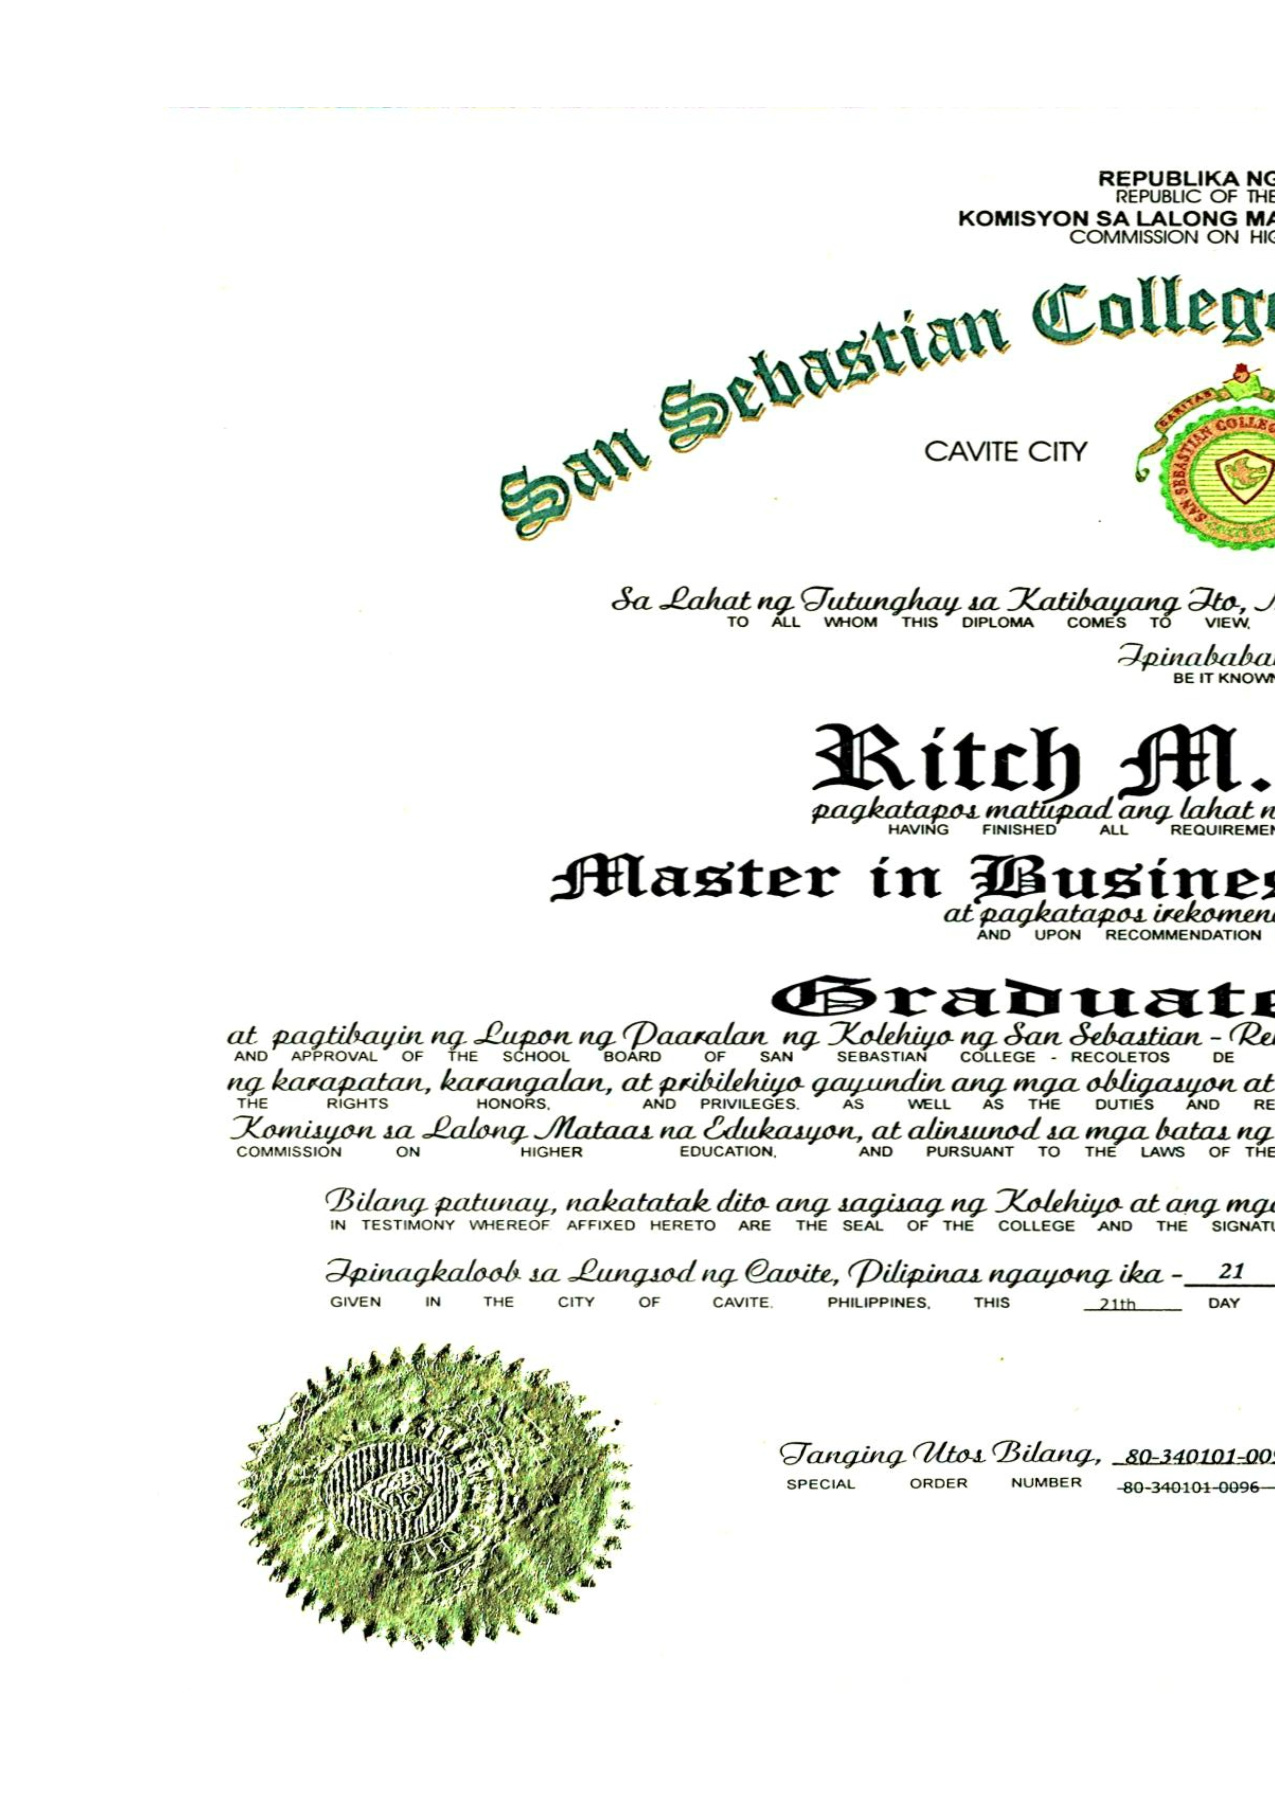 REPUBLIKA NG
REPUBLIC OF THE
KOMISYON SA LALONG MA
COMMISSION ON HIG
San Sebastian College
CARITAS
SAN SEBASTIAN COLLEG
CAVITE CITY
Sa Lahat ng Tutunghay sa Katibayang Ito,
TO ALL WHOM THIS DIPLOMA COMES TO VIEW,
Ipinababa
BE IT KNOWN
Ritch M.
pagkatapos matupad ang lahat n
HAVING FINISHED ALL REQUIREMEN
Master in Busines
at pagkatapos irekomen
AND UPON RECOMMENDATION
Graduate
at pagtibayin ng Lupon ng Paaralan ng Kolehiyo ng San Sebastian - Re
AND APPROVAL OF THE SCHOOL BOARD OF SAN SEBASTIAN COLLEGE - RECOLETOS DE
ng karapatan, karangalan, at pribilehiyo gayundin ang mga obligasyon at
THE RIGHTS HONORS, AND PRIVILEGES, AS WELL AS THE DUTIES AND RE
Komisyon sa Lalong Mataas na Edukasyon, at alinsunod sa mga batas ng
COMMISSION ON HIGHER EDUCATION, AND PURSUANT TO THE LAWS OF THE
Bilang patunay, nakatatak dito ang sagisag ng Kolehiyo at ang mga
IN TESTIMONY WHEREOF AFFIXED HERETO ARE THE SEAL OF THE COLLEGE AND THE SIGNATU
Ipinagkaloob sa Lungsod ng Cavite, Pilipinas ngayong ika - 21
GIVEN IN THE CITY OF CAVITE, PHILIPPINES, THIS 21th DAY
Tanging Utos Bilang, 80-340101-009
SPECIAL ORDER NUMBER -80-340101-0096